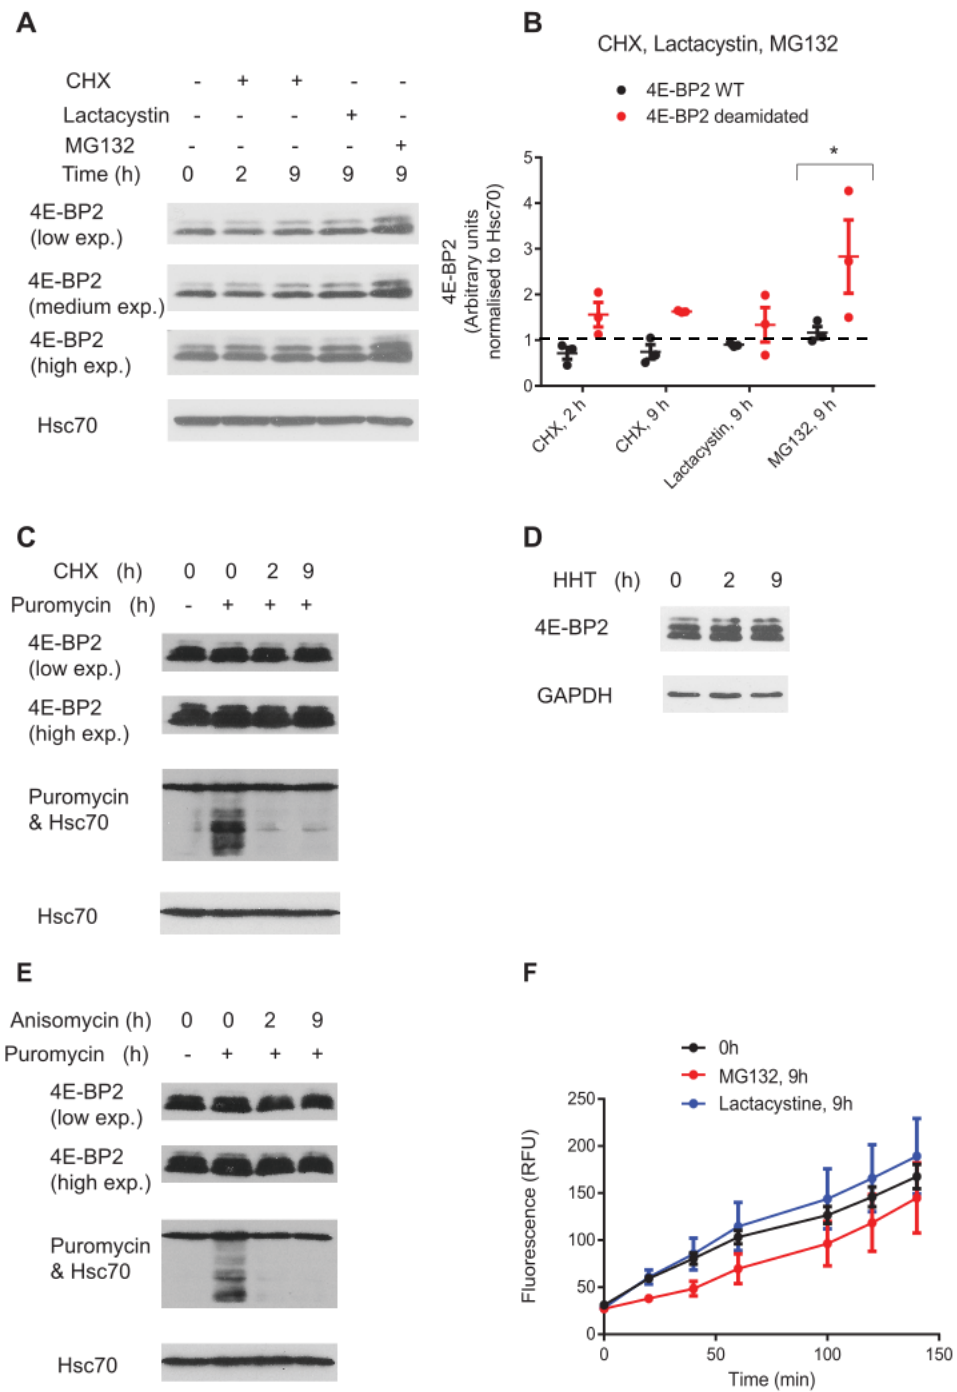 A
CHX - + + - -
Lactacystin - - - + -
MG132 - - - - +
Time (h) 0 2 9 9 9
4E-BP2
(low exp.)
4E-BP2
(medium exp.)
4E-BP2
(high exp.)
Hsc70
B
CHX, Lactacystin, MG132
4E-BP2 WT
4E-BP2 deamidated
*
4E-BP2
(Arbitrary units
normalised to Hsc70)
5
4
3
2
1
0
CHX, 2 h
CHX, 9 h
Lactacystin, 9 h
MG132, 9 h
C
CHX (h) 0 0 2 9
Puromycin (h) - + + +
4E-BP2
(low exp.)
4E-BP2
(high exp.)
Puromycin
& Hsc70
Hsc70
D
HHT (h) 0 2 9
4E-BP2
GAPDH
E
Anisomycin (h) 0 0 2 9
Puromycin (h) - + + +
4E-BP2
(low exp.)
4E-BP2
(high exp.)
Puromycin
& Hsc70
Hsc70
F
0h
MG132, 9h
Lactacystine, 9h
Fluorescence (RFU)
250
200
150
100
50
0
0 50 100 150
Time (min)